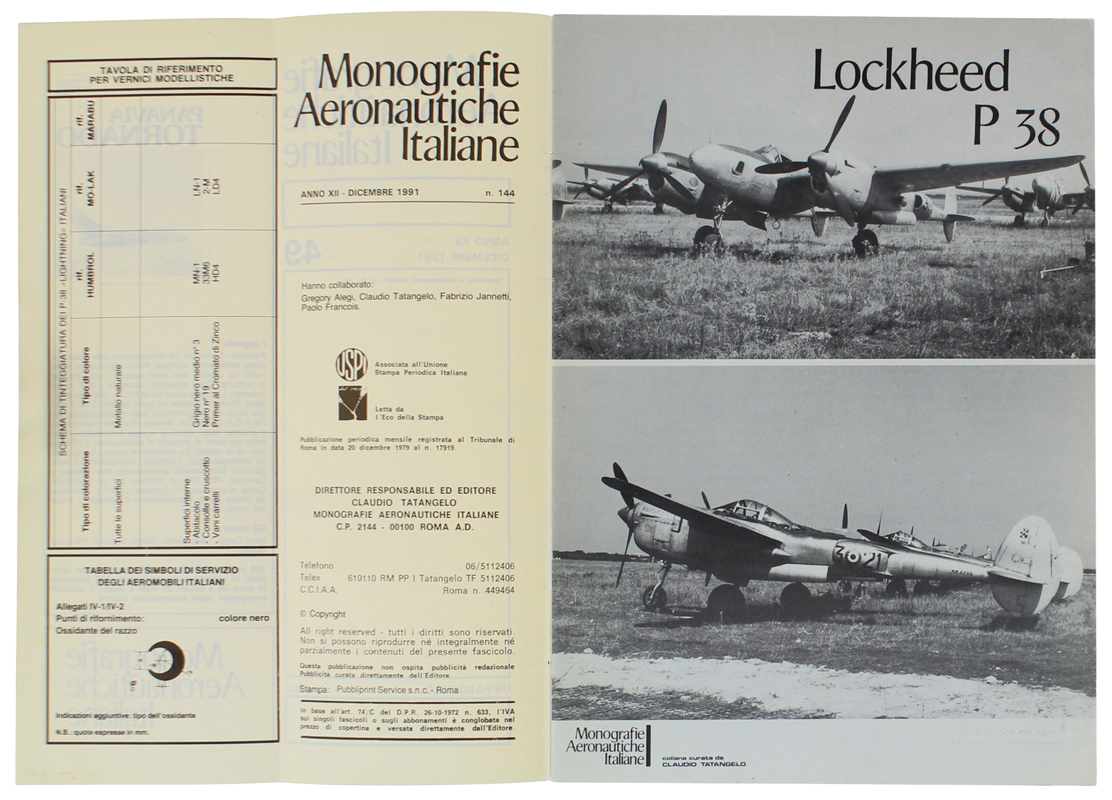 TAVOLA DI RIFERIMENTO
PER VERNICI MODELLISTICHE
SCHEMA DI TINTEGGIATURA DEI P-38 «LIGHTNING» ITALIANI
Tipo di colorazione
Tipo di colore
rif.
HUMBROL
rif.
MO-LAK
rif.
MARABU
Tutte le superfici
Metallo naturale
Superfici interne
- Abitacolo
Grigio nero medio n° 3
MN-1
LN-1
- Consolle e cruscotto
Nero n° 19
33M6
2-M
- Vani carrelli
Primer al Cromato di Zinco
HD4
LD4
TABELLA DEI SIMBOLI DI SERVIZIO
DEGLI AEROMOBILI ITALIANI
Allegati IV-1/IV-2
Punti di rifornimento: colore nero
Ossidante del razzo
Indicazioni aggiuntive: tipo dell'ossidante
N.B.: quote espresse in mm.
Monografie
Aeronautiche
Italiane
ANNO XII - DICEMBRE 1991 n. 144
Hanno collaborato:
Gregory Alegi, Claudio Tatangelo, Fabrizio Jannetti,
Paolo Francois.
USPI
Associata all'Unione
Stampa Periodica Italiana
Letta da
L'Eco della Stampa
Pubblicazione periodica mensile registrata al Tribunale di
Roma in data 20 dicembre 1979 al n. 17919.
DIRETTORE RESPONSABILE ED EDITORE
CLAUDIO TATANGELO
MONOGRAFIE AERONAUTICHE ITALIANE
C.P. 2144 - 00100 ROMA A.D.
Telefono 06/5112406
Telex 610110 RM PP I Tatangelo TF 5112406
C.C.I.A.A. Roma n. 449464
© Copyright
All right reserved - tutti i diritti sono riservati.
Non si possono riprodurre né integralmente né
parzialmente i contenuti del presente fascicolo.
Questa pubblicazione non ospita pubblicità redazionale
Pubblicita curata direttamente dell'Editore.
Stampa: Pubbliprint Service s.n.c. - Roma
In base all'art. 74/C del D.P.R. 26-10-1972 n. 633, l'IVA
sui singoli fascicoli o sugli abbonamenti è conglobata nel
prezzo di copertina e versata direttamente dall'Editore.
Lockheed
P 38
3 21
Monografie
Aeronautiche
Italiane
collana curata da
CLAUDIO TATANGELO